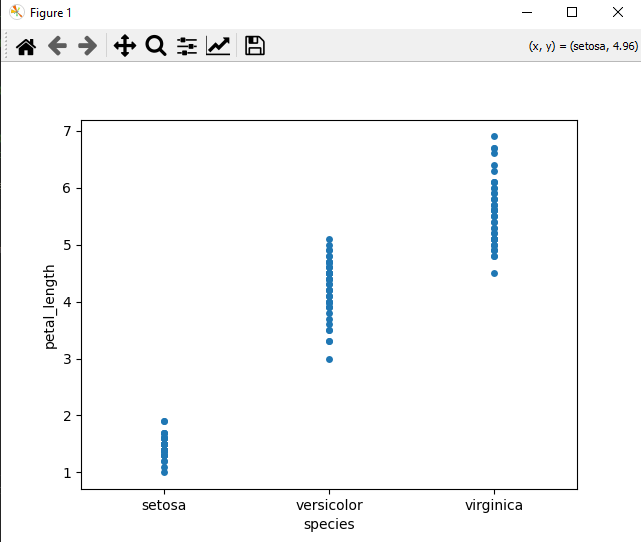 Figure 1
(x, y) = (setosa, 4.96)
7
6
5
4
3
2
1
petal_length
setosa versicolor virginica
species